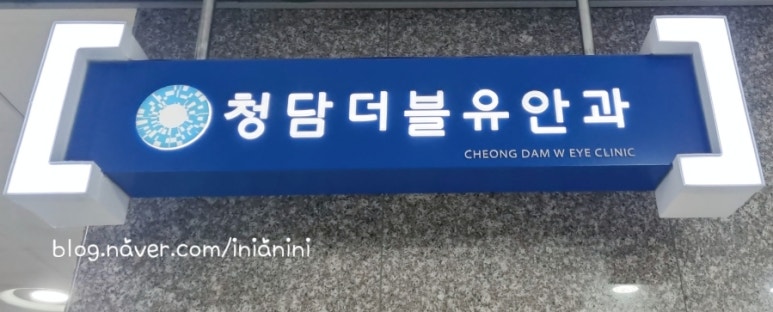 청담더블유안과
CHEONG DAM W EYE CLINIC
blog.naver.com/inianini